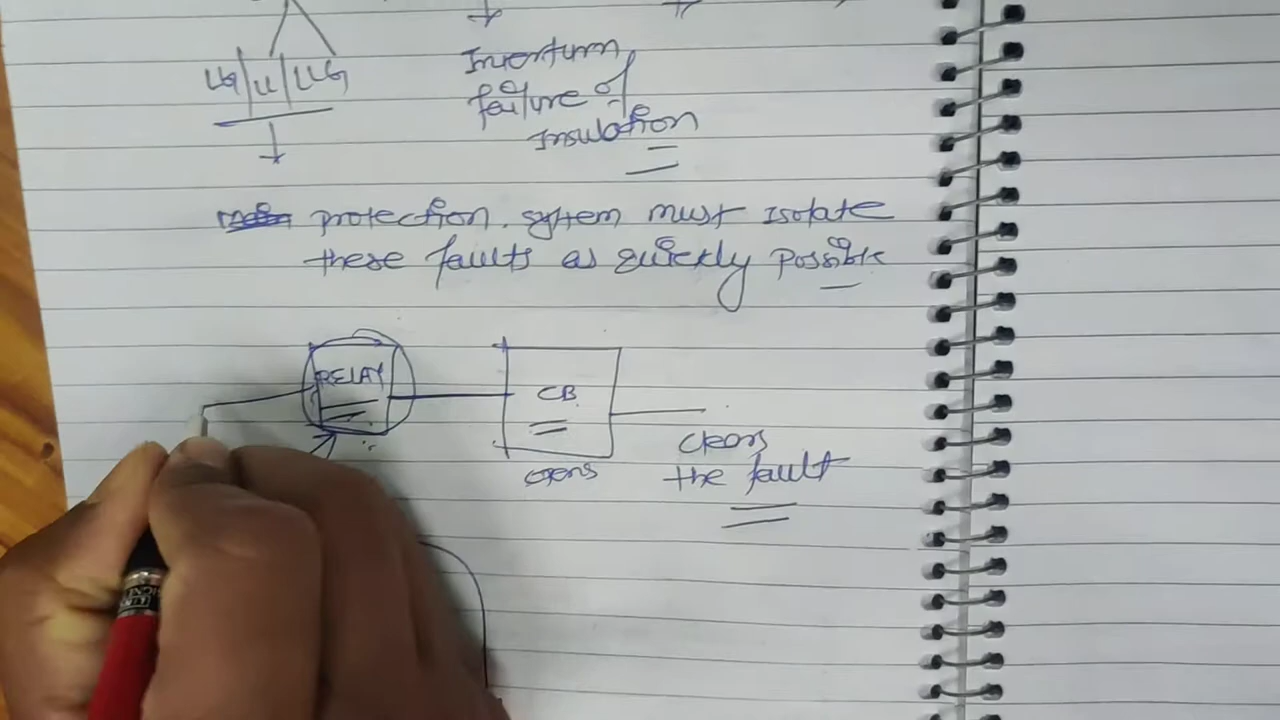 LG/LL/LLG
failure of
Insulation
protection system must isolate
these faults as quickly possible
RELAY
CB
opens
clears
the fault